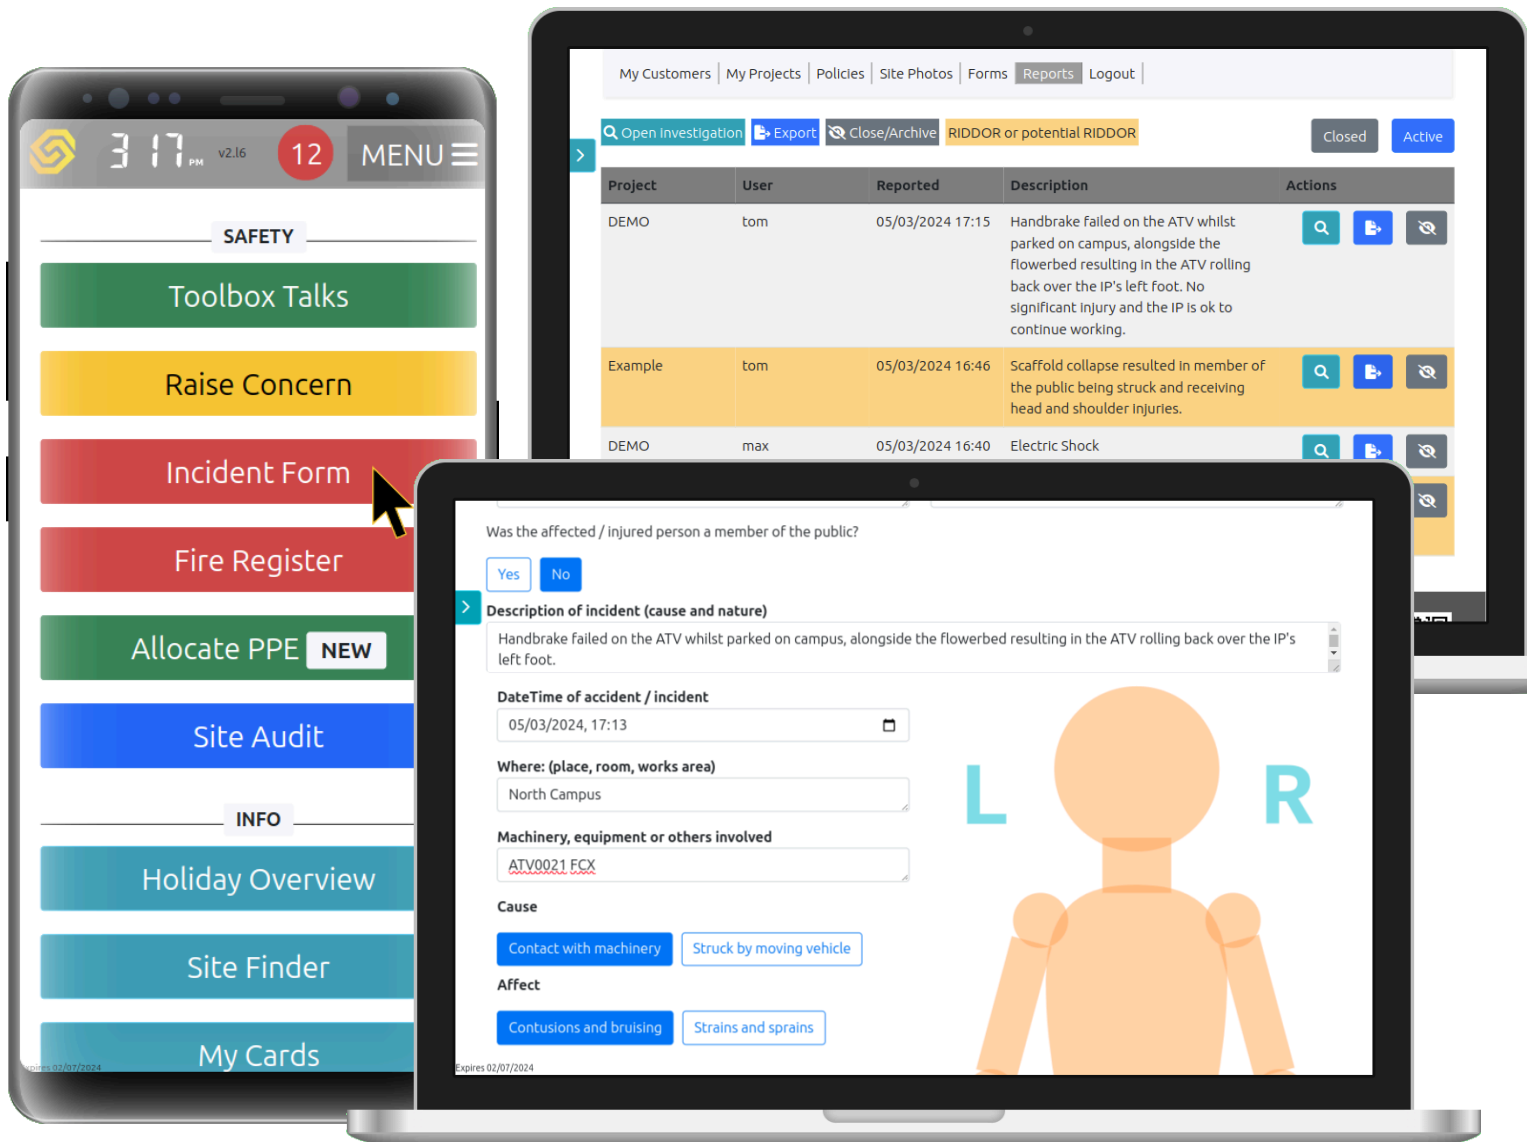 3 17 PM v2.16 12 MENU
SAFETY
Toolbox Talks
Raise Concern
Incident Form
Fire Register
Allocate PPE NEW
Site Audit
INFO
Holiday Overview
Site Finder
My Cards
Expires 02/07/2024
My Customers My Projects Policies Site Photos Forms Reports Logout
Open Investigation Export Close/Archive RIDDOR or potential RIDDOR Closed Active
Project User Reported Description Actions
DEMO tom 05/03/2024 17:15 Handbrake failed on the ATV whilst
parked on campus, alongside the
flowerbed resulting in the ATV rolling
back over the IP's left foot. No
significant injury and the IP is ok to
continue working.
Example tom 05/03/2024 16:46 Scaffold collapse resulted in member of
the public being struck and receiving
head and shoulder injuries.
DEMO max 05/03/2024 16:40 Electric Shock
Was the affected / injured person a member of the public?
Yes No
Description of incident (cause and nature)
Handbrake failed on the ATV whilst parked on campus, alongside the flowerbed resulting in the ATV rolling back over the IP's
left foot.
DateTime of accident / incident
05/03/2024, 17:13
Where: (place, room, works area)
North Campus
Machinery, equipment or others involved
ATV0021 FCX
Cause
Contact with machinery Struck by moving vehicle
Affect
Contusions and bruising Strains and sprains
L R
Expires 02/07/2024